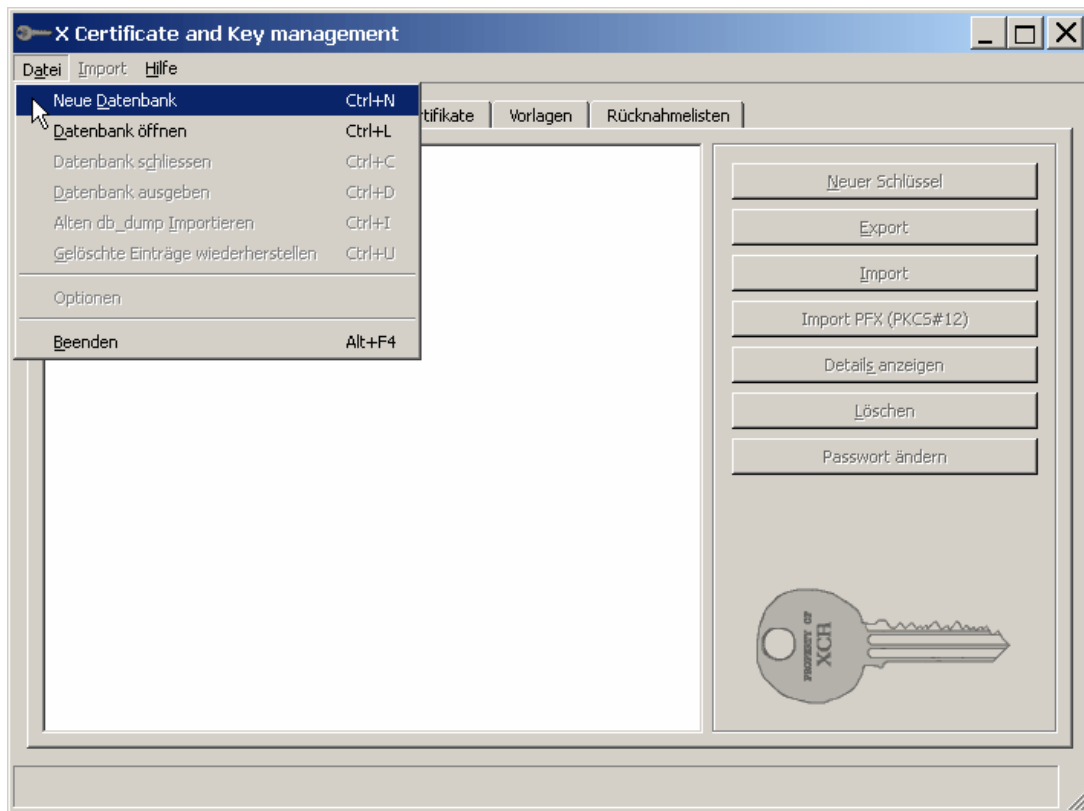 X Certificate and Key management
Datei Import Hilfe
Neue Datenbank Ctrl+N
Datenbank öffnen Ctrl+L
Datenbank schliessen Ctrl+C
Datenbank ausgeben Ctrl+D
Alten db_dump Importieren Ctrl+I
Gelöschte Einträge wiederherstellen Ctrl+U
Optionen
Beenden Alt+F4
tifikate Vorlagen Rücknahmelisten
Neuer Schlüssel
Export
Import
Import PFX (PKCS#12)
Details anzeigen
Löschen
Passwort ändern
PROPERTY OF
XCA